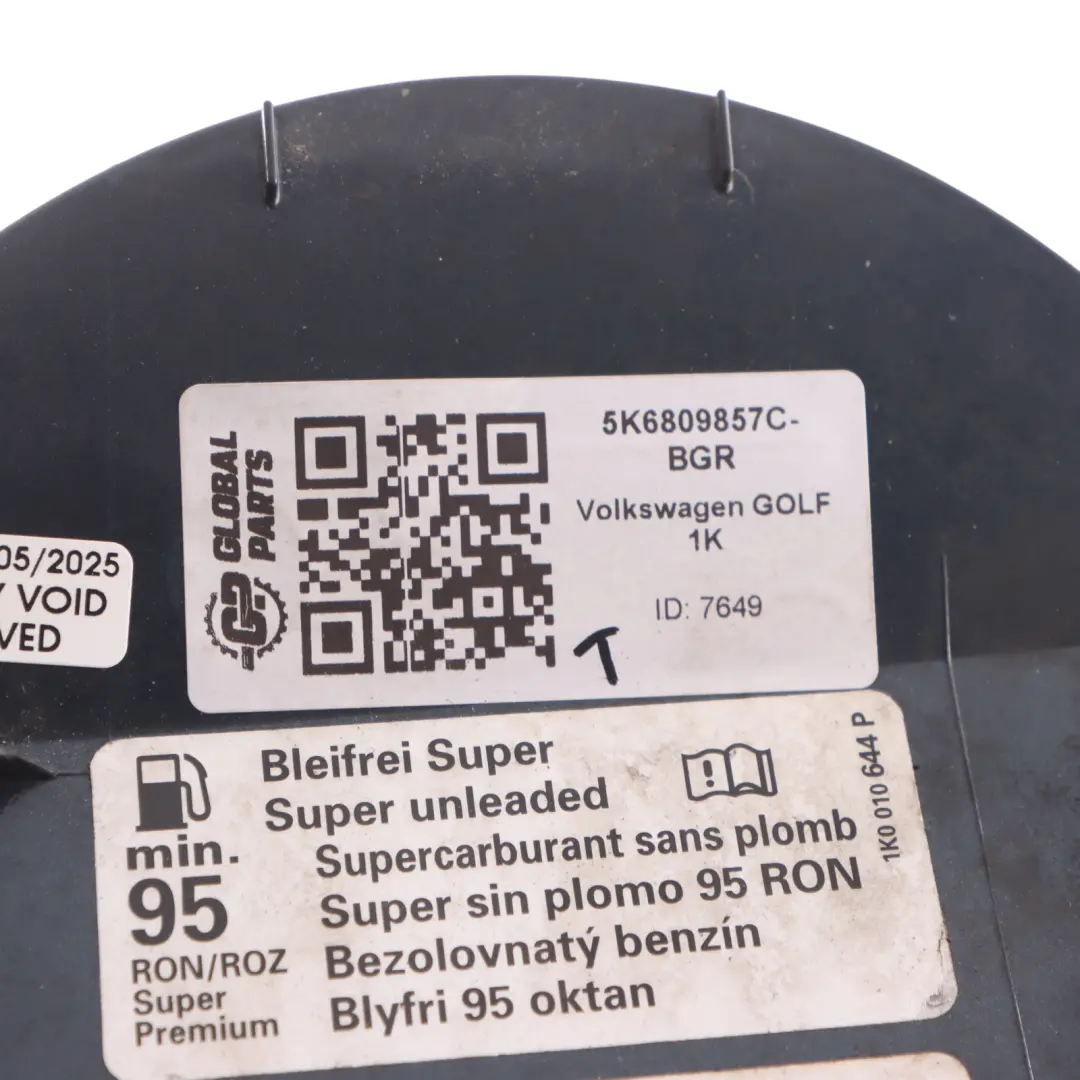 GLOBAL
PARTS
5K6809857C-
BGR
Volkswagen GOLF
1K
ID: 7649
T
05/2025
VOID
VED
min.
95
RON/ROZ
Super
Premium
Bleifrei Super
Super unleaded
Supercarburant sans plomb
Super sin plomo 95 RON
Bezolovnatý benzín
Blyfri 95 oktan
1K0 010 644 P